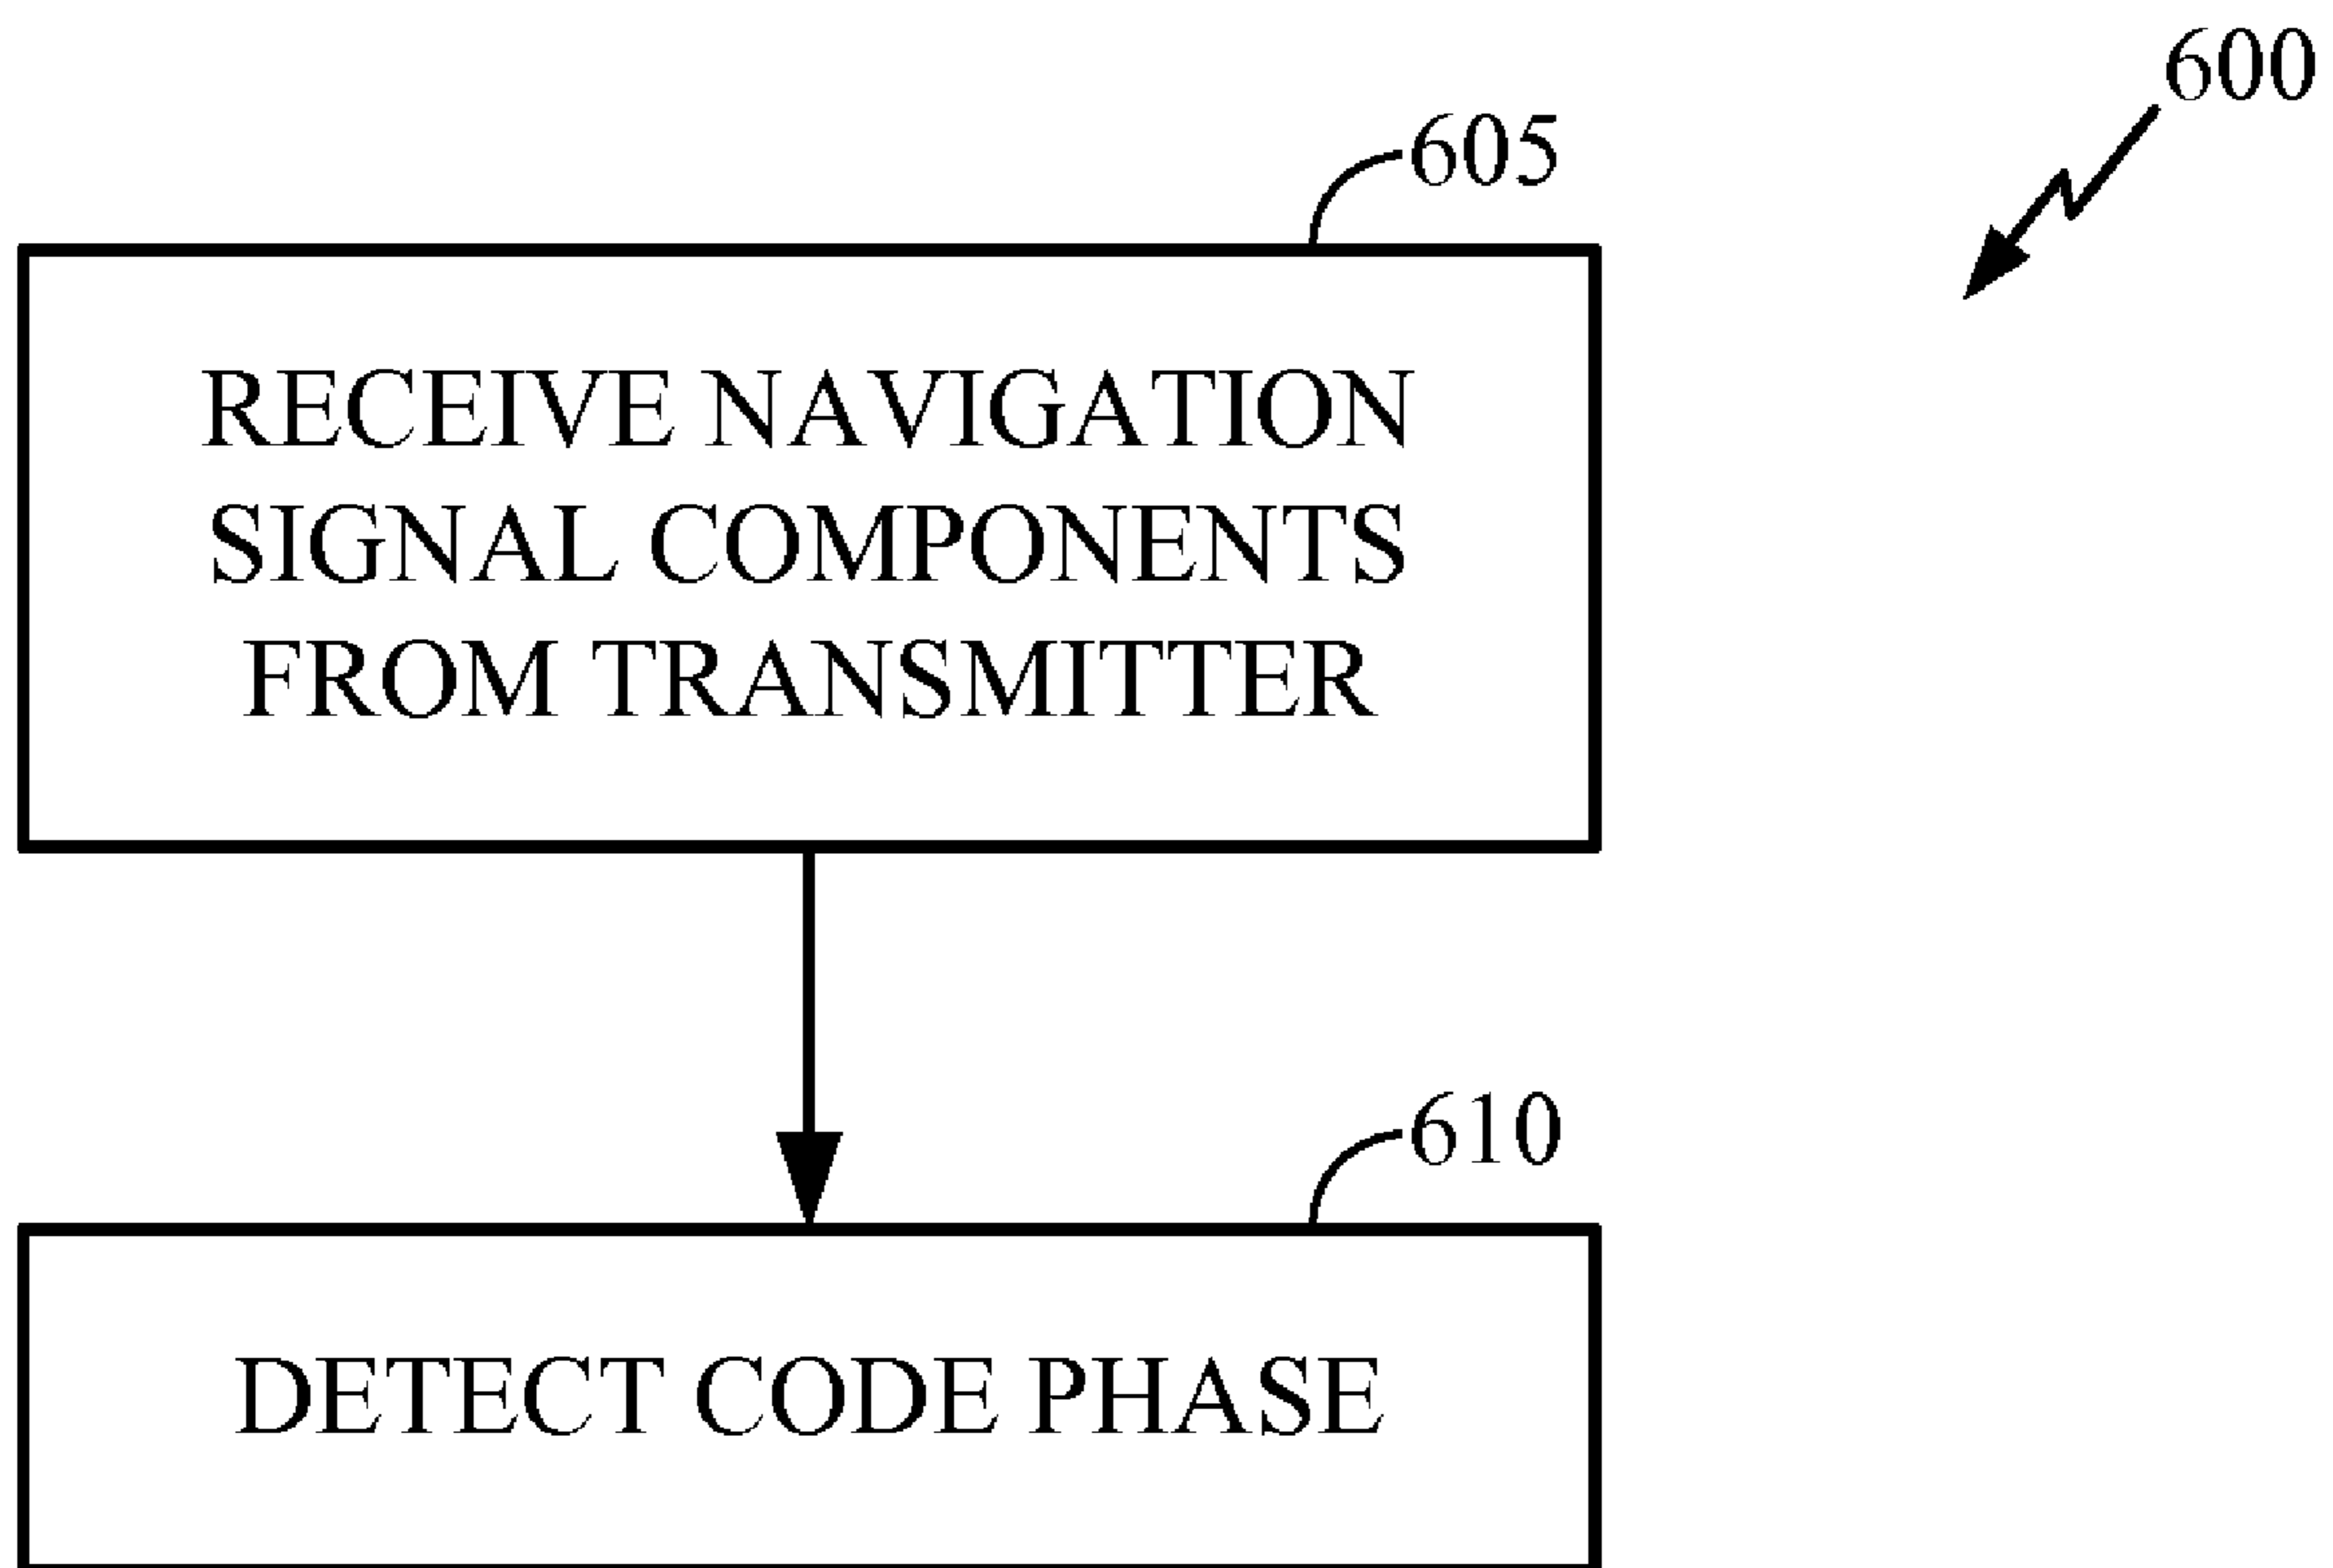 600
605
RECEIVE NAVIGATION
SIGNAL COMPONENTS
FROM TRANSMITTER
610
DETECT CODE PHASE